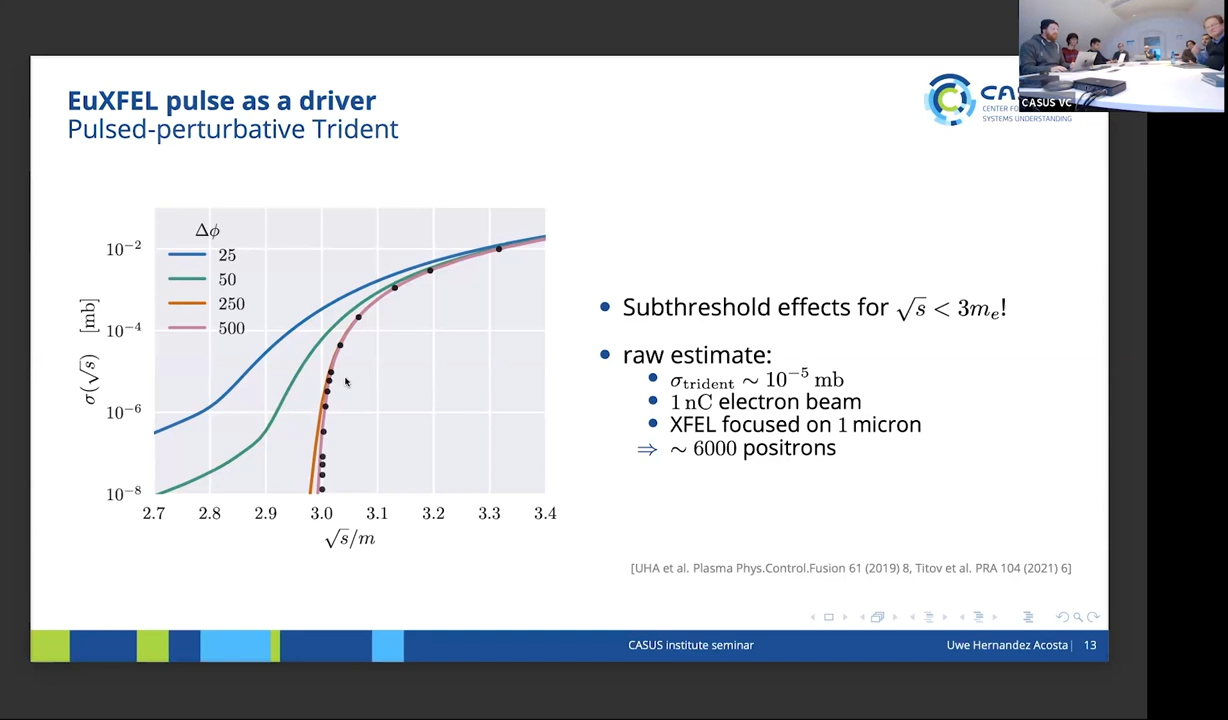 EuXFEL pulse as a driver
Pulsed-perturbative Trident
CENTER FO
SYSTEMS UNDERSTANDING
CASUS VC
Δϕ
25
50
250
500
10⁻²
10⁻⁴
10⁻⁶
10⁻⁸
σ(√s) [mb]
2.7 2.8 2.9 3.0 3.1 3.2 3.3 3.4
√s/m
• Subthreshold effects for √s < 3mₑ!
• raw estimate:
• σtrident ∼ 10⁻⁵ mb
• 1 nC electron beam
• XFEL focused on 1 micron
⇒ ∼ 6000 positrons
[UHA et al. Plasma Phys.Control.Fusion 61 (2019) 8, Titov et al. PRA 104 (2021) 6]
CASUS institute seminar
Uwe Hernandez Acosta | 13